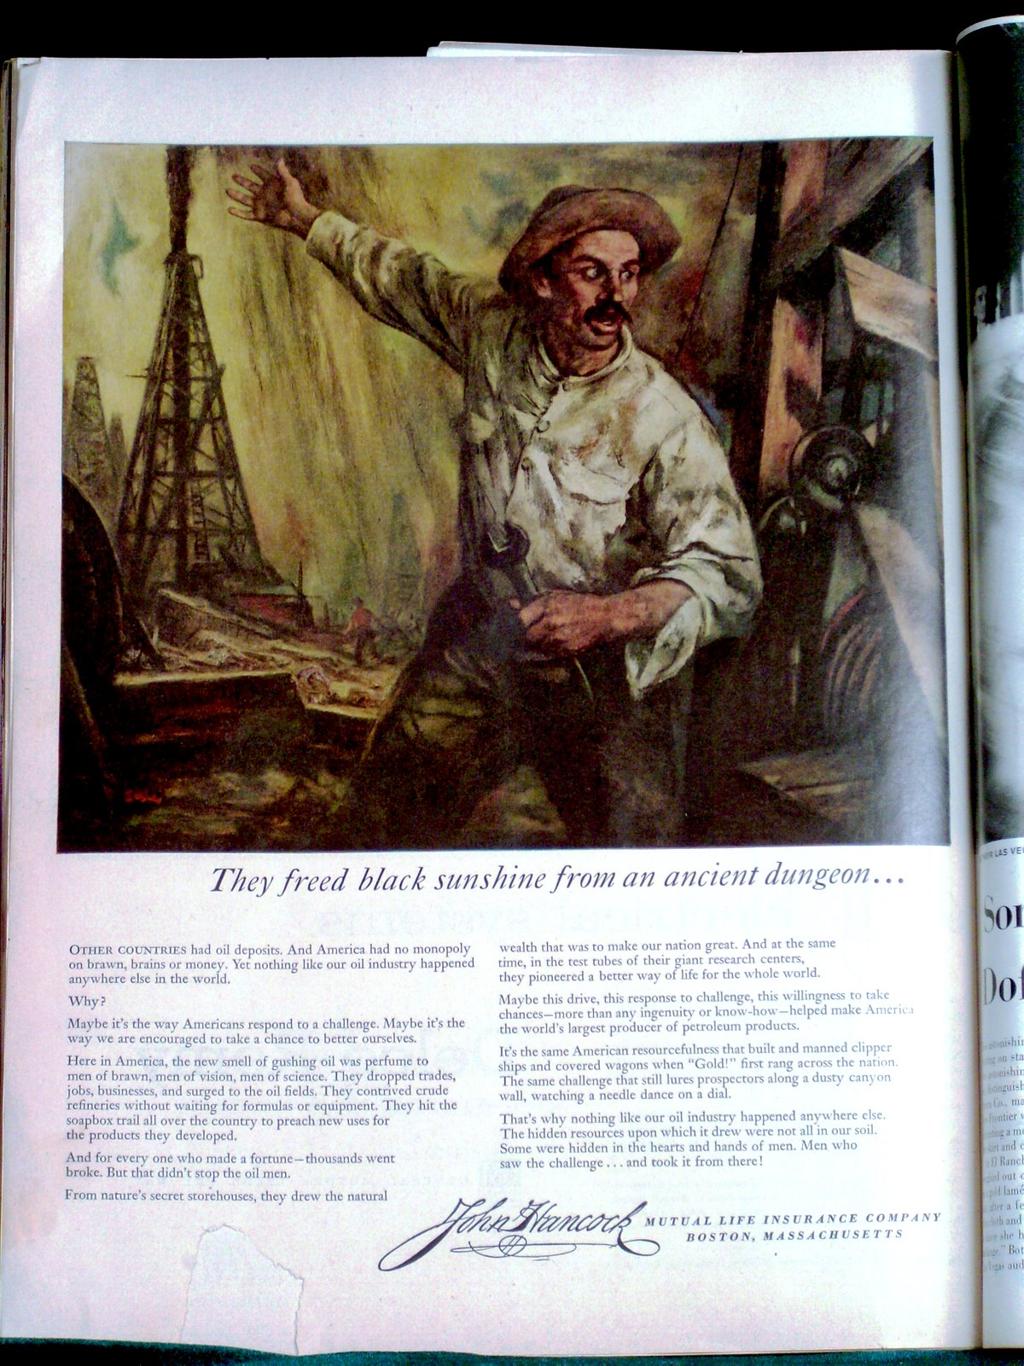 They freed black sunshine from an ancient dungeon...
OTHER COUNTRIES had oil deposits. And America had no monopoly
on brawn, brains or money. Yet nothing like our oil industry happened
anywhere else in the world.
Why?
Maybe it's the way Americans respond to a challenge. Maybe it's the
way we are encouraged to take a chance to better ourselves.
Here in America, the new smell of gushing oil was perfume to
men of brawn, men of vision, men of science. They dropped trades,
jobs, businesses, and surged to the oil fields. They contrived crude
refineries without waiting for formulas or equipment. They hit the
soapbox trail all over the country to preach new uses for
the products they developed.
And for every one who made a fortune—thousands went
broke. But that didn't stop the oil men.
From nature's secret storehouses, they drew the natural
wealth that was to make our nation great. And at the same
time, in the test tubes of their giant research centers,
they pioneered a better way of life for the whole world.
Maybe this drive, this response to challenge, this willingness to take
chances—more than any ingenuity or know-how—helped make America
the world's largest producer of petroleum products.
It's the same American resourcefulness that built and manned clipper
ships and covered wagons when "Gold!" first rang across the nation.
The same challenge that still lures prospectors along a dusty canyon
wall, watching a needle dance on a dial.
That's why nothing like our oil industry happened anywhere else.
The hidden resources upon which it drew were not all in our soil.
Some were hidden in the hearts and hands of men. Men who
saw the challenge... and took it from there!
John Hancock MUTUAL LIFE INSURANCE COMPANY
BOSTON, MASSACHUSETTS
LAS VE